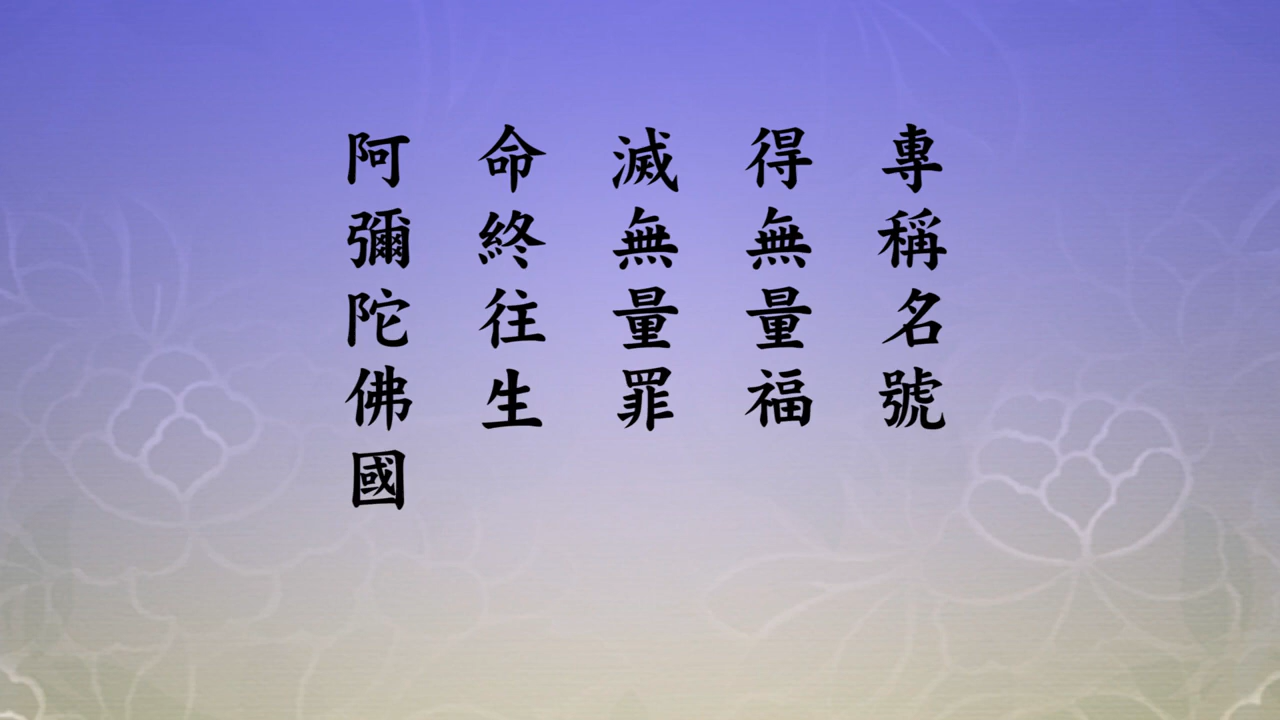 專稱名號
得無量福
滅無量罪
命終往生
阿彌陀佛國